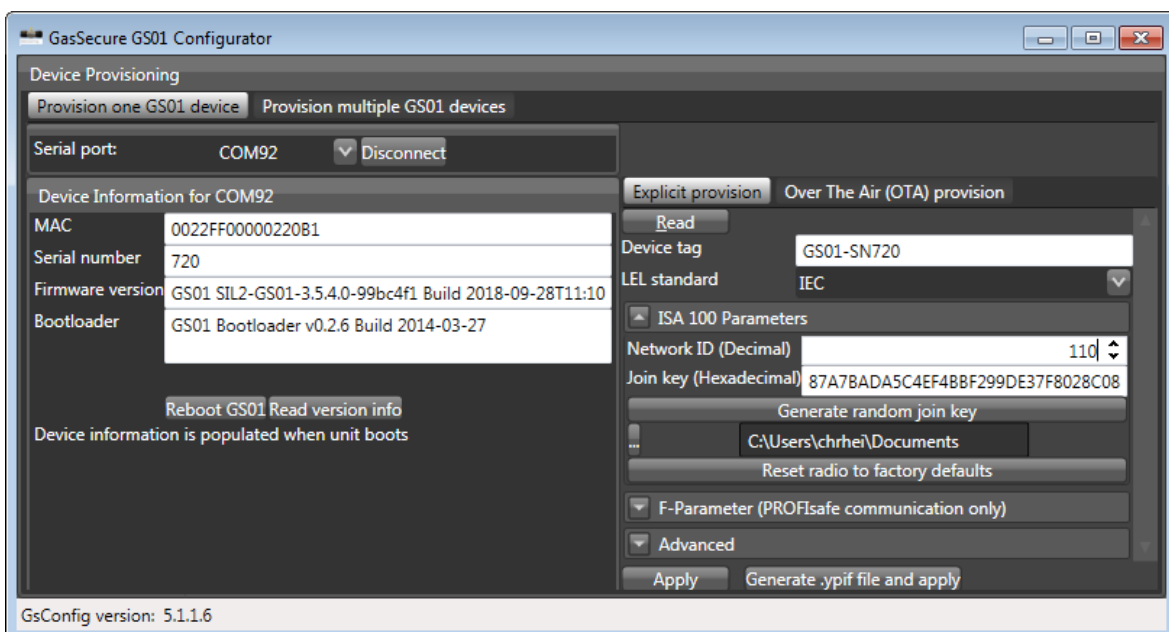 GasSecure GS01 Configurator
Device Provisioning
Provision one GS01 device Provision multiple GS01 devices
Serial port: COM92 Disconnect
Device Information for COM92
MAC 0022FF00000220B1
Serial number 720
Firmware version GS01 SIL2-GS01-3.5.4.0-99bc4f1 Build 2018-09-28T11:10
Bootloader GS01 Bootloader v0.2.6 Build 2014-03-27
Reboot GS01 Read version info
Device information is populated when unit boots
Explicit provision Over The Air (OTA) provision
Read
Device tag GS01-SN720
LEL standard IEC
ISA 100 Parameters
Network ID (Decimal) 110
Join key (Hexadecimal) 87A7BADA5C4EF4BBF299DE37F8028C08
Generate random join key
... C:\Users\chrhei\Documents
Reset radio to factory defaults
F-Parameter (PROFIsafe communication only)
Advanced
Apply Generate .ypif file and apply
GsConfig version: 5.1.1.6